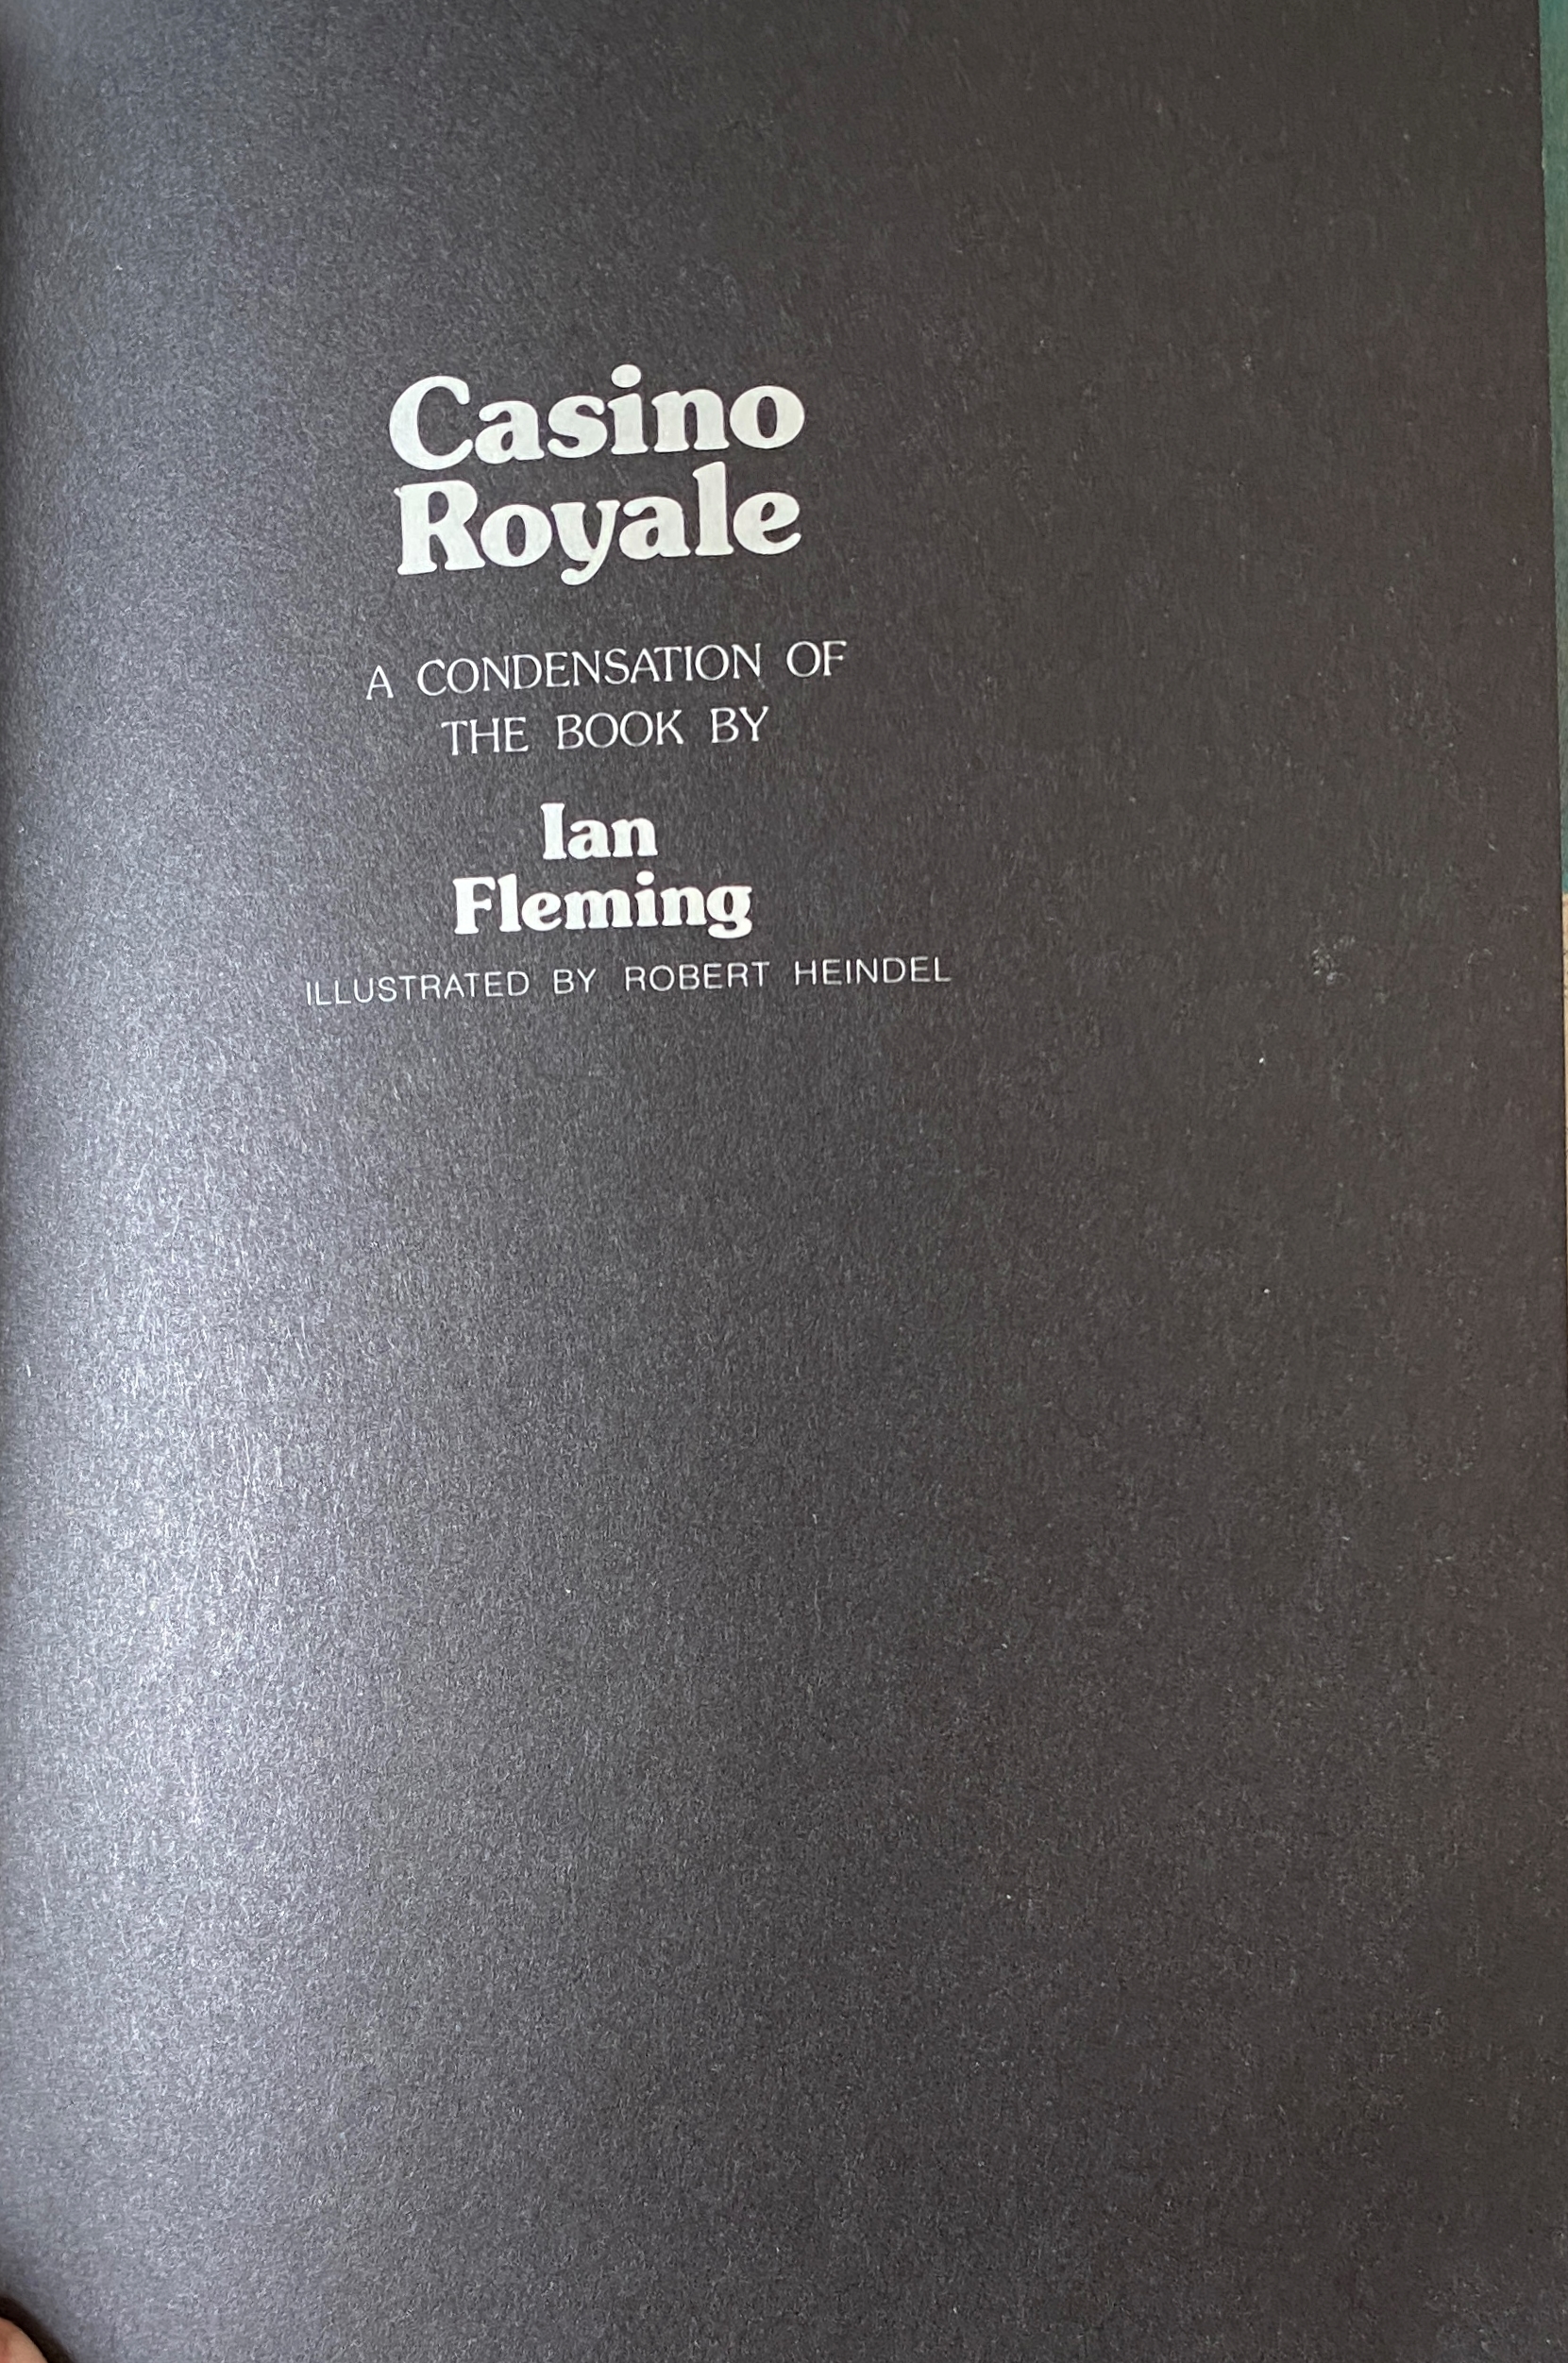 Casino
Royale
A CONDENSATION OF
THE BOOK BY
Ian
Fleming
ILLUSTRATED BY ROBERT HEINDEL